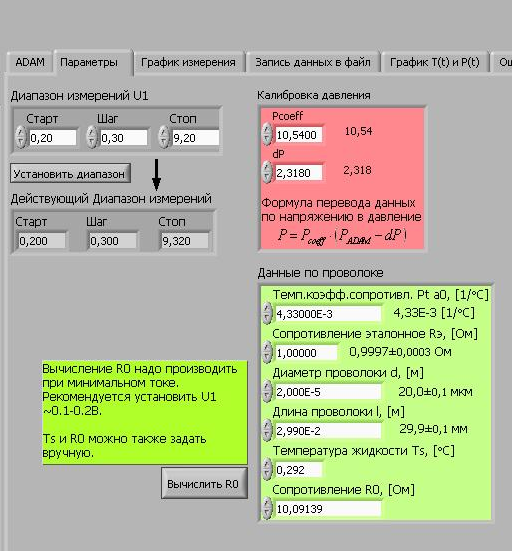 ADAM Параметры График измерения Запись данных в файл График T(t) и P(t)
Диапазон измерений U1
Старт Шаг Стоп
0,20 0,30 9,20
Установить диапазон
Действующий Диапазон измерений
Старт Шаг Стоп
0,200 0,300 9,320
Калибровка давления
Pcoeff
10,5400 10,54
dP
2,3180 2,318
Формула перевода данных
по напряжению в давление
P = Pcoeff · (PADAM − dP)
Данные по проволоке
Темп.коэфф.сопротивл. Pt a0, [1/°C]
4,33000E-3 4,33E-3 [1/°C]
Сопротивление эталонное Rэ, [Ом]
1,00000 0,9997±0,0003 Ом
Диаметр проволоки d, [м]
2,000E-5 20,0±0,1 мкм
Длина проволоки l, [м]
2,990E-2 29,9±0,1 мм
Температура жидкости Ts, [°C]
0,292
Сопротивление R0, [Ом]
10,09139
Вычисление R0 надо производить
при минимальном токе.
Рекомендуется установить U1
~0.1-0.2В.
Ts и R0 можно также задать
вручную.
Вычислить R0